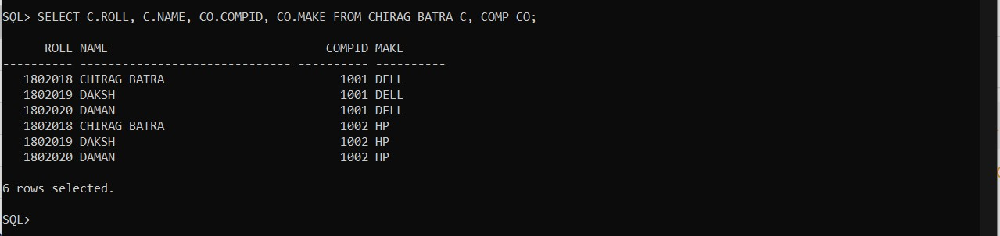 SQL> SELECT C.ROLL, C.NAME, CO.COMPID, CO.MAKE FROM CHIRAG_BATRA C, COMP CO;
      ROLL NAME                               COMPID MAKE
---------- ------------------------------ ---------- ----------
   1802018 CHIRAG BATRA                         1001 DELL
   1802019 DAKSH                                1001 DELL
   1802020 DAMAN                                1001 DELL
   1802018 CHIRAG BATRA                         1002 HP
   1802019 DAKSH                                1002 HP
   1802020 DAMAN                                1002 HP
6 rows selected.
SQL>